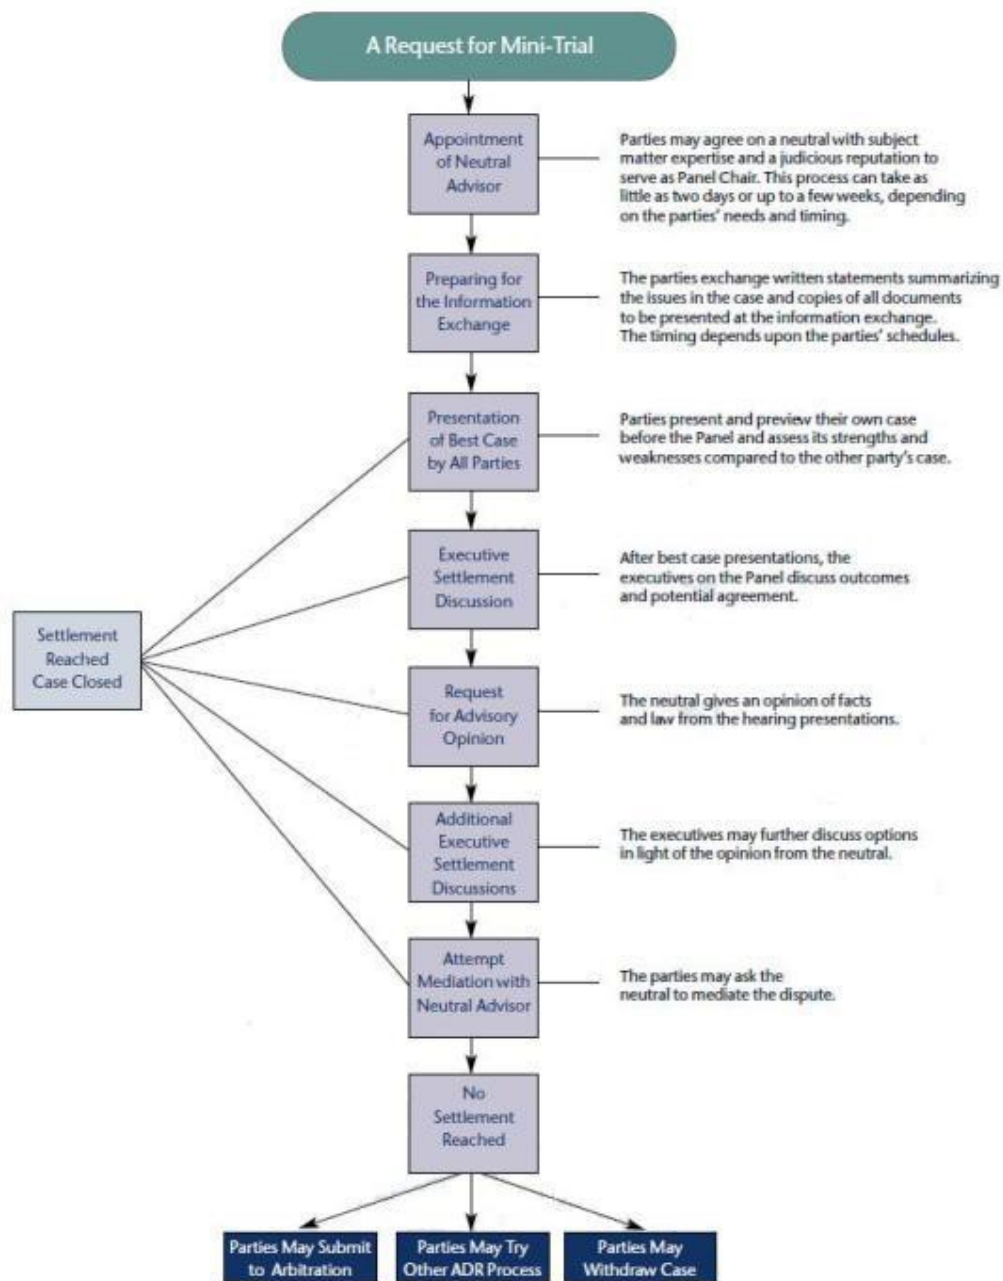 A Request for Mini-Trial
Appointment
of Neutral
Advisor
Parties may agree on a neutral with subject
matter expertise and a judicious reputation to
serve as Panel Chair. This process can take as
little as two days or up to a few weeks, depending
on the parties' needs and timing.
Preparing for
the Information
Exchange
The parties exchange written statements summarizing
the issues in the case and copies of all documents
to be presented at the information exchange.
The timing depends upon the parties' schedules.
Presentation
of Best Case
by All Parties
Parties present and preview their own case
before the Panel and assess its strengths and
weaknesses compared to the other party's case.
Executive
Settlement
Discussion
After best case presentations, the
executives on the Panel discuss outcomes
and potential agreement.
Settlement
Reached
Case Closed
Request
for Advisory
Opinion
The neutral gives an opinion of facts
and law from the hearing presentations.
Additional
Executive
Settlement
Discussions
The executives may further discuss options
in light of the opinion from the neutral.
Attempt
Mediation with
Neutral Advisor
The parties may ask the
neutral to mediate the dispute.
No
Settlement
Reached
Parties May Submit
to Arbitration
Parties May Try
Other ADR Process
Parties May
Withdraw Case